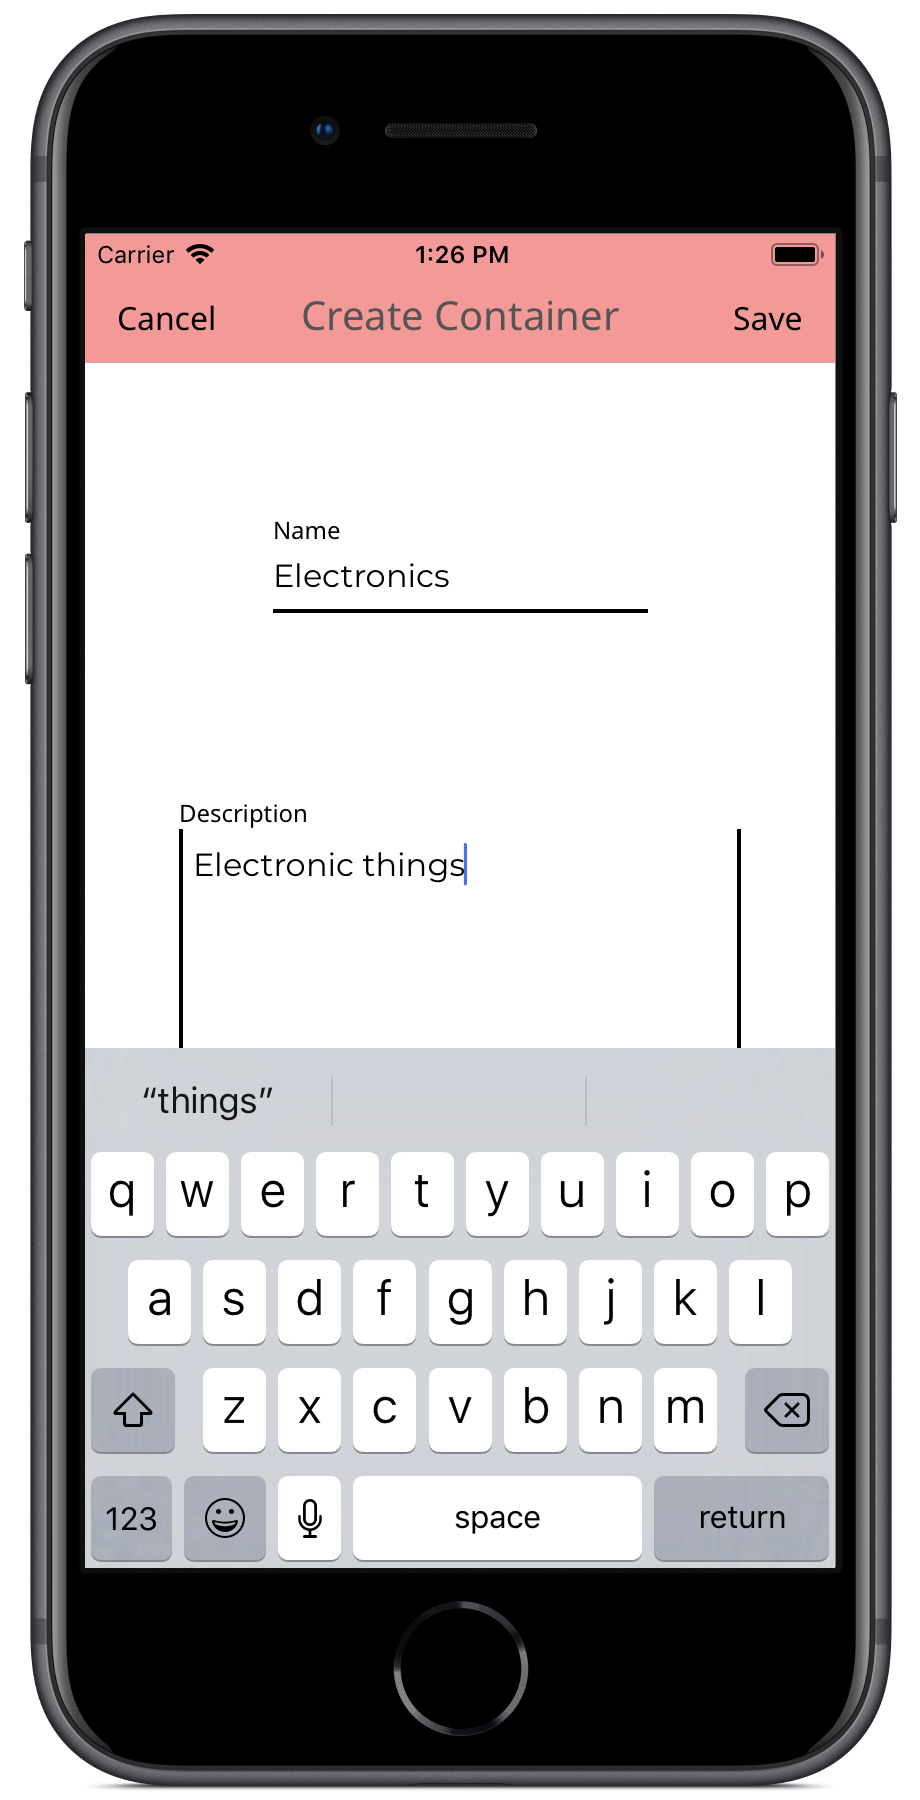 Carrier 1:26 PM
Cancel Create Container Save
Name
Electronics
Description
Electronic things
“things”
q w e r t y u i o p
a s d f g h j k l
z x c v b n m
123 space return